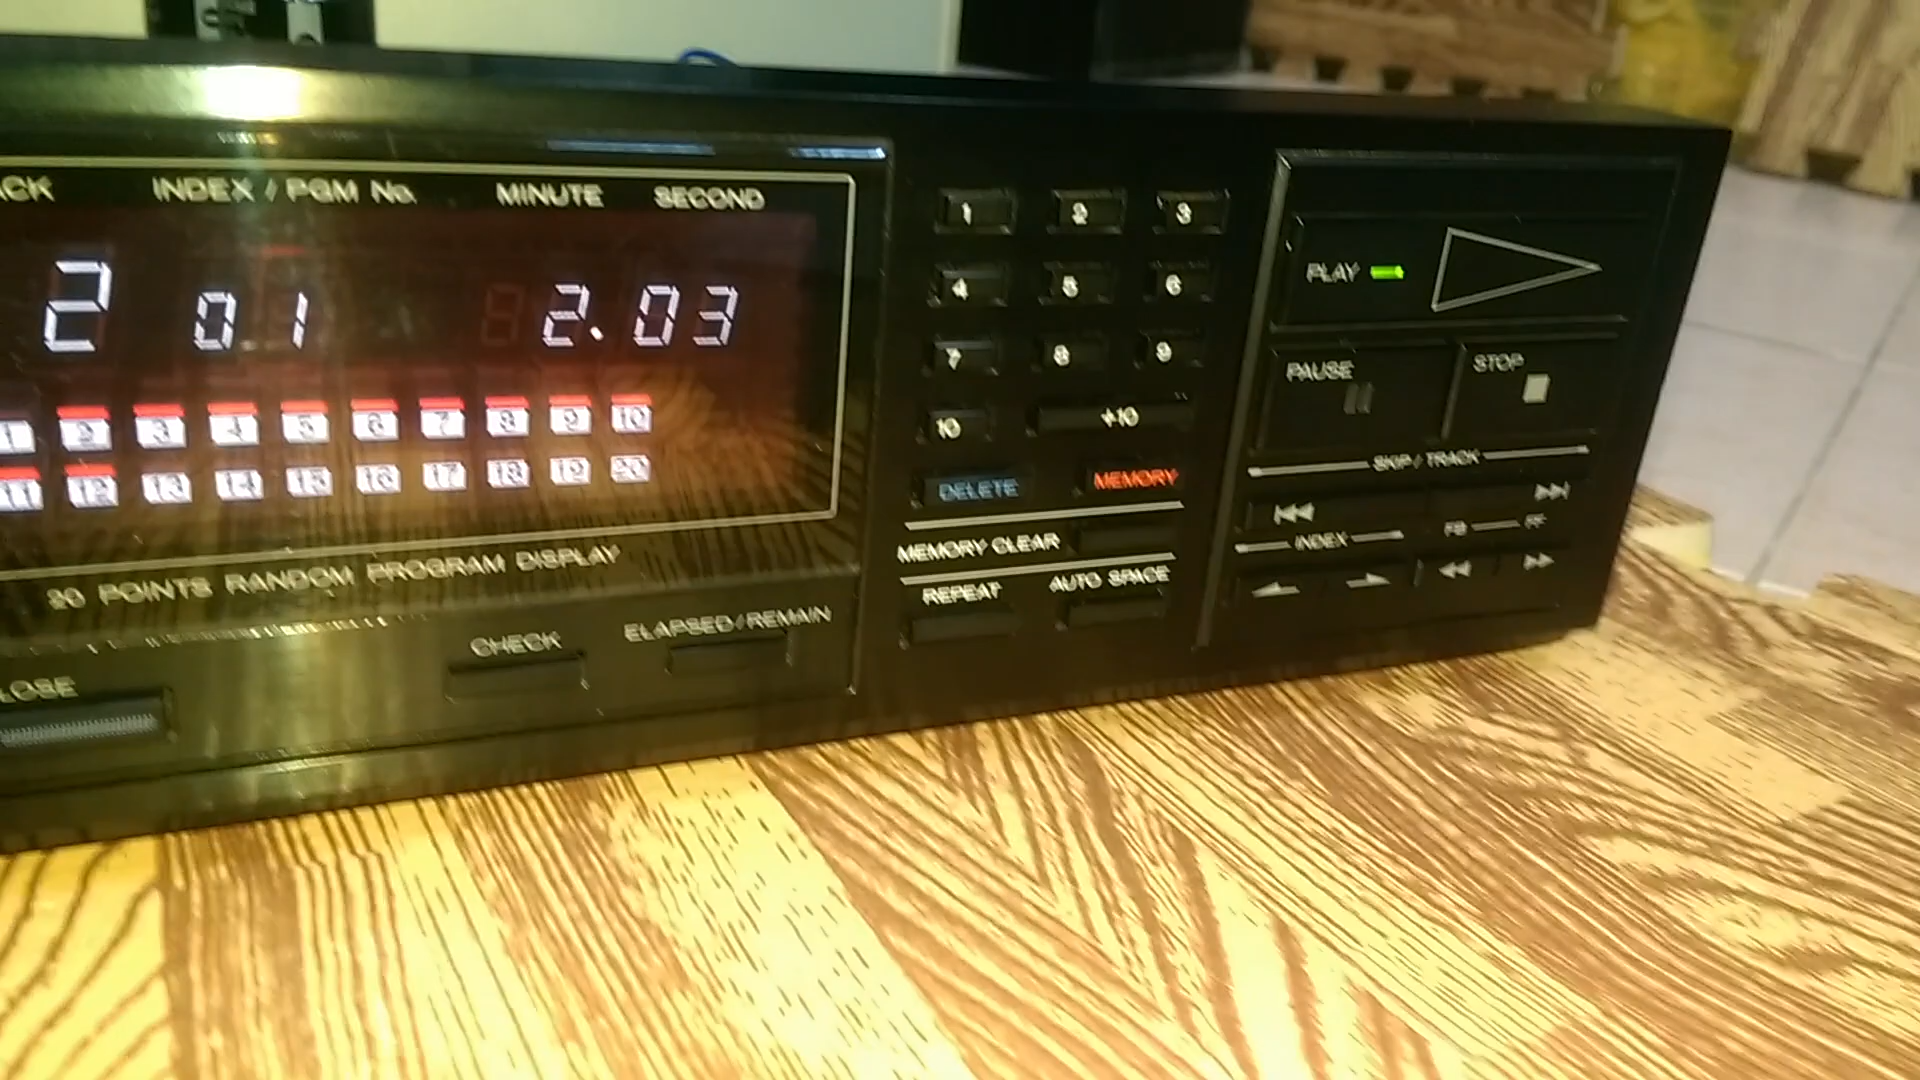 ACK INDEX / PGM No. MINUTE SECOND
2 01 2.03
1 2 3 4 5 6 7 8 9 10
11 12 13 14 15 16 17 18 19 20
20 POINTS RANDOM PROGRAM DISPLAY
LOSE
CHECK
ELAPSED/REMAIN
1 2 3
4 5 6
7 8 9
10 +10
DELETE MEMORY
MEMORY CLEAR
REPEAT AUTO SPACE
PLAY
PAUSE STOP
SKIP / TRACK
INDEX FB FF